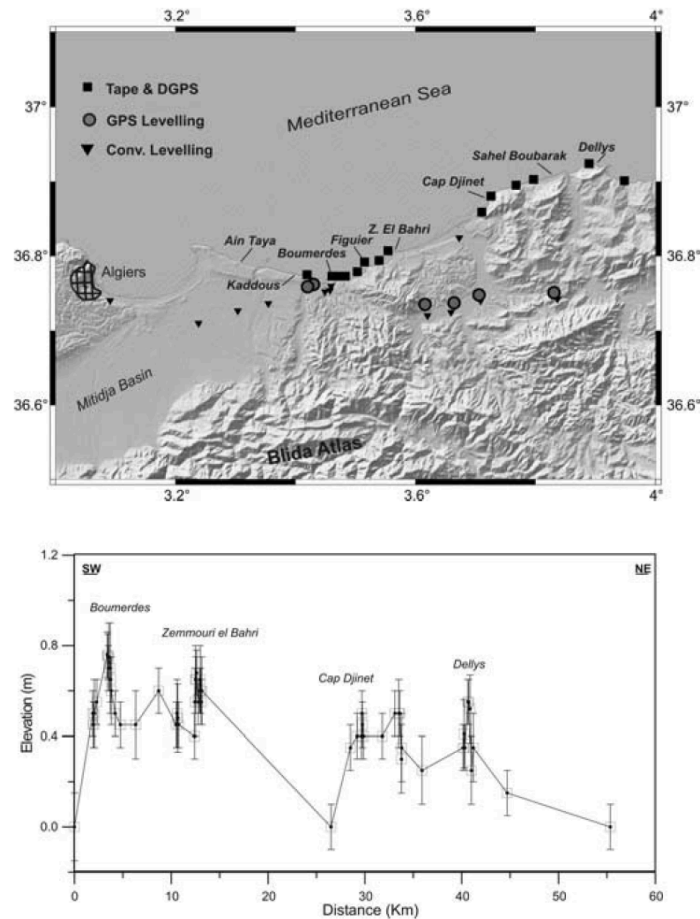 3.2°
3.6°
4°
37°
37°
Tape & DGPS
GPS Levelling
Conv. Levelling
Mediterranean Sea
Dellys
Sahel Boubarak
Cap Djinet
Z. El Bahri
Figuier
Boumerdes
Ain Taya
Kaddous
Algiers
36.8°
36.8°
Mitidja Basin
Blida Atlas
36.6°
36.6°
3.2°
3.6°
4°
1.2
SW
NE
Boumerdes
Zemmouri el Bahri
Cap Djinet
Dellys
0.8
0.4
0.0
Elevation (m)
0
10
20
30
40
50
60
Distance (Km)